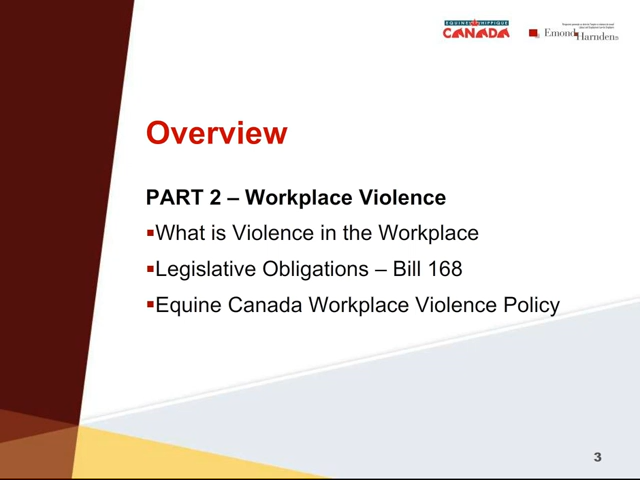 EQUINE HIPPIQUE
CANADA
Emond Harnden
Overview
PART 2 – Workplace Violence
▪What is Violence in the Workplace
▪Legislative Obligations – Bill 168
▪Equine Canada Workplace Violence Policy
3